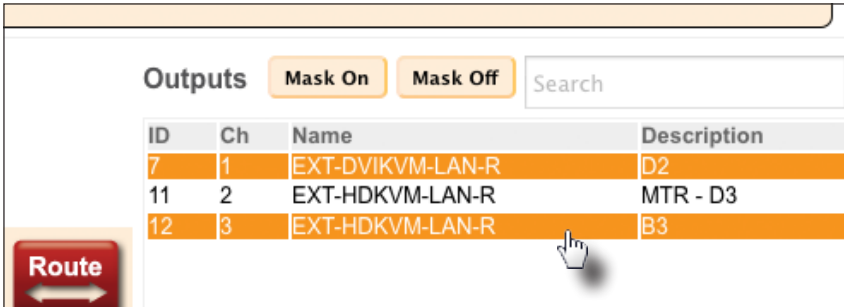 Outputs Mask On Mask Off Search
ID Ch Name Description
7 1 EXT-DVIKVM-LAN-R D2
11 2 EXT-HDKVM-LAN-R MTR - D3
12 3 EXT-HDKVM-LAN-R B3
Route